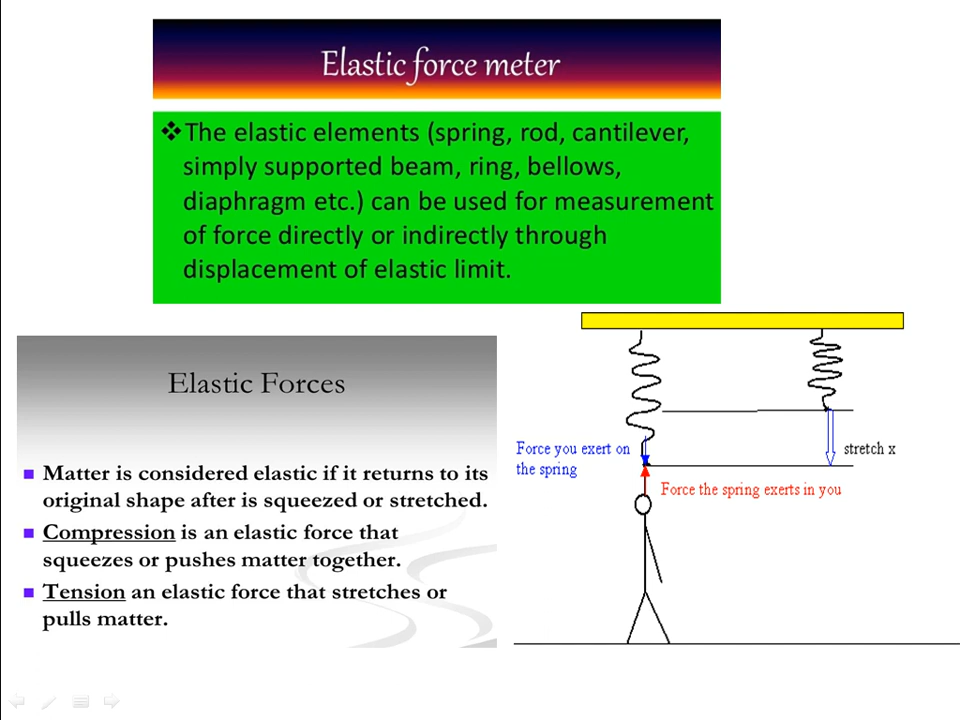 Elastic force meter
❖The elastic elements (spring, rod, cantilever,
simply supported beam, ring, bellows,
diaphragm etc.) can be used for measurement
of force directly or indirectly through
displacement of elastic limit.
Elastic Forces
■ Matter is considered elastic if it returns to its
original shape after is squeezed or stretched.
■ Compression is an elastic force that
squeezes or pushes matter together.
■ Tension an elastic force that stretches or
pulls matter.
Force you exert on
the spring
stretch x
Force the spring exerts in you